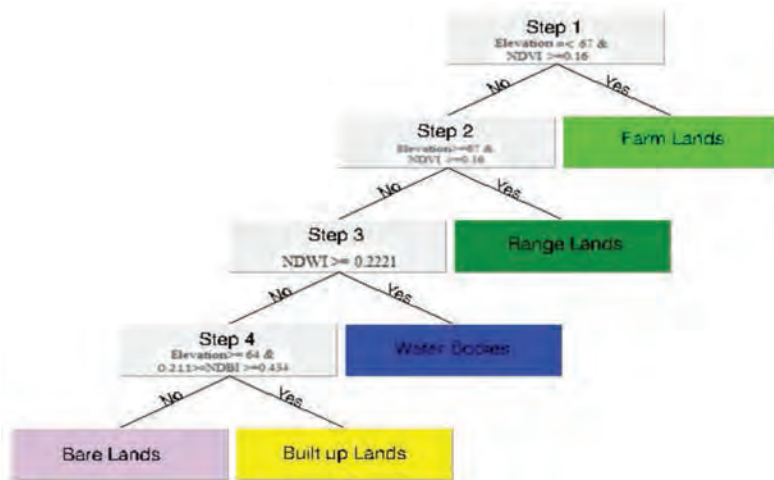 Step 1
Elevation =< 67 &
NDVI >=0.16
No
Yes
Step 2
Elevation>=67 &
NDVI >=0.16
Farm Lands
No
Yes
Step 3
NDWI >= 0.2221
Range Lands
No
Yes
Step 4
Elevation>= 64 &
0.211>=NDBI >=0.434
Water Bodies
No
Yes
Bare Lands
Built up Lands